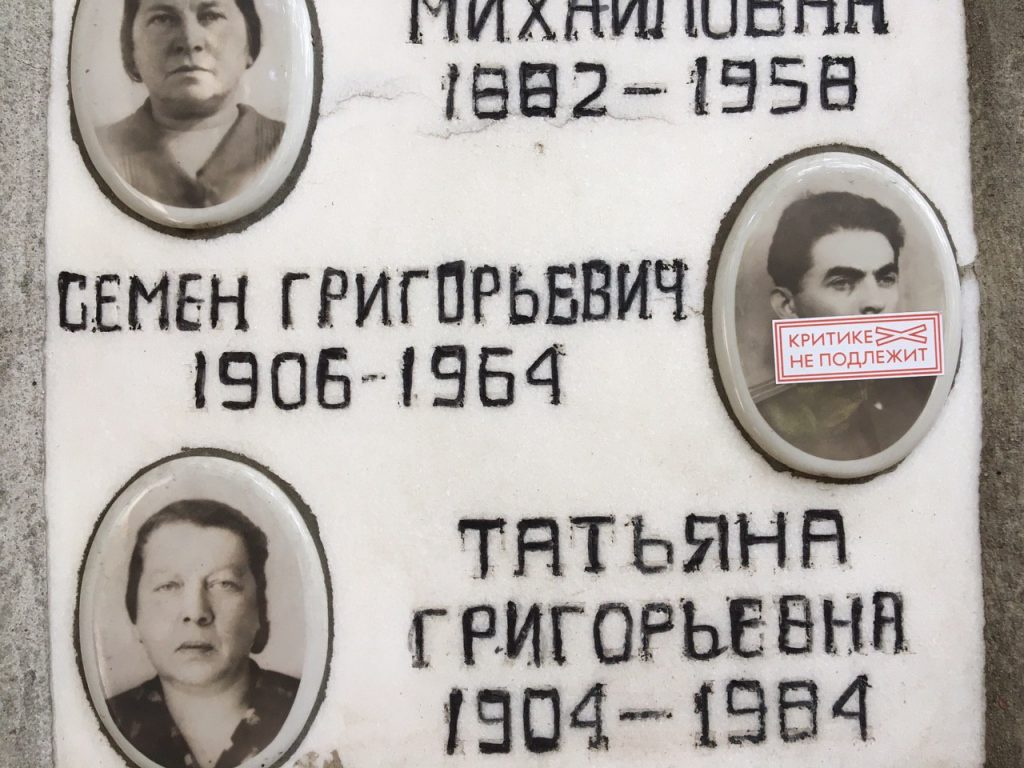 МИХАЙЛОВНА
1882 – 1958
СЕМЕН ГРИГОРЬЕВИЧ
1906 - 1964
КРИТИКЕ
НЕ ПОДЛЕЖИТ
ТАТЬЯНА
ГРИГОРЬЕВНА
1904 – 1984